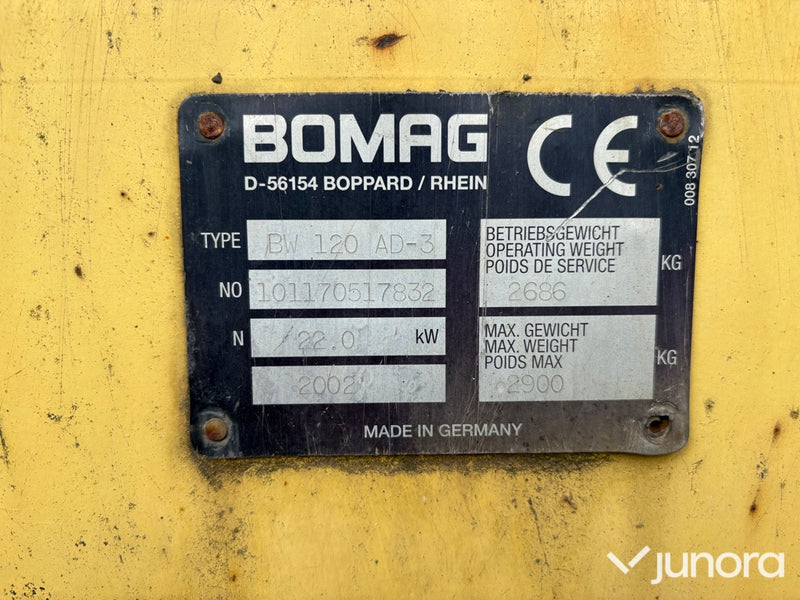 BOMAG CE
D-56154 BOPPARD / RHEIN
008 307 12
TYPE BW 120 AD-3
NO 101170517832
N 22.0 kW
2002
BETRIEBSGEWICHT
OPERATING WEIGHT
POIDS DE SERVICE
2686 KG
MAX. GEWICHT
MAX. WEIGHT
POIDS MAX
2900 KG
MADE IN GERMANY
junora